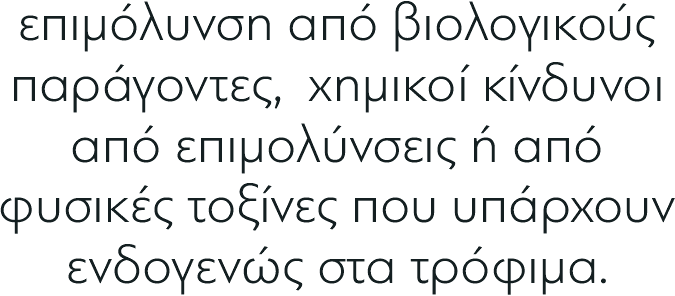 επιμόλυνση από βιολογικούς
παράγοντες, χημικοί κίνδυνοι
από επιμολύνσεις ή από
φυσικές τοξίνες που υπάρχουν
ενδογενώς στα τρόφιμα.